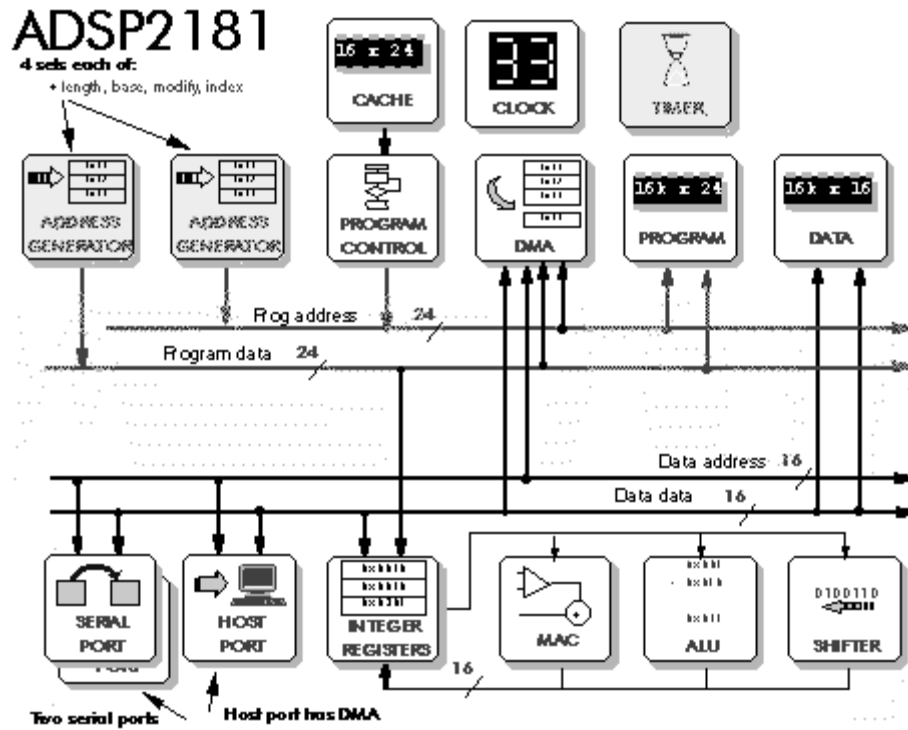 ADSP2181
4 sets each of:
• length, base, modify, index
16 x 24
CACHE
33
CLOCK
TIMER
ADDRESS
GENERATOR
ADDRESS
GENERATOR
PROGRAM
CONTROL
DMA
16k x 24
PROGRAM
16k x 16
DATA
Prog address 24
Program data 24
Data address 16
Data data 16
SERIAL
PORT
PORT
HOST
PORT
INTEGER
REGISTERS
MAC
ALU
0100110
SHIFTER
16
Two serial ports
Host port has DMA